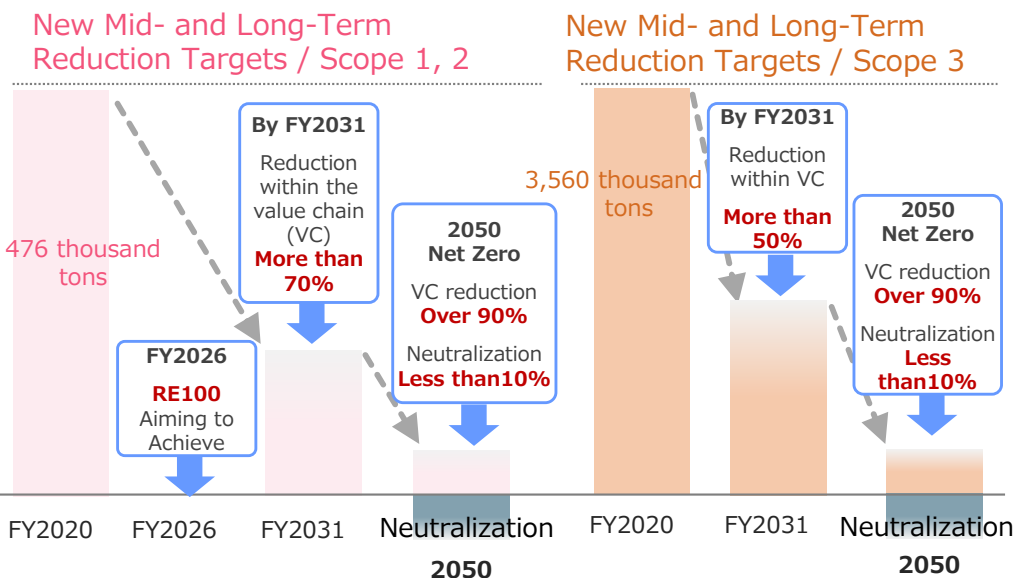 New Mid- and Long-Term
Reduction Targets / Scope 1, 2
476 thousand
tons
FY2026
RE100
Aiming to
Achieve
By FY2031
Reduction
within the
value chain
(VC)
More than
70%
2050
Net Zero
VC reduction
Over 90%
Neutralization
Less than10%
FY2020
FY2026
FY2031
Neutralization
2050
New Mid- and Long-Term
Reduction Targets / Scope 3
3,560 thousand
tons
By FY2031
Reduction
within VC
More than
50%
2050
Net Zero
VC reduction
Over 90%
Neutralization
Less
than10%
FY2020
FY2031
Neutralization
2050